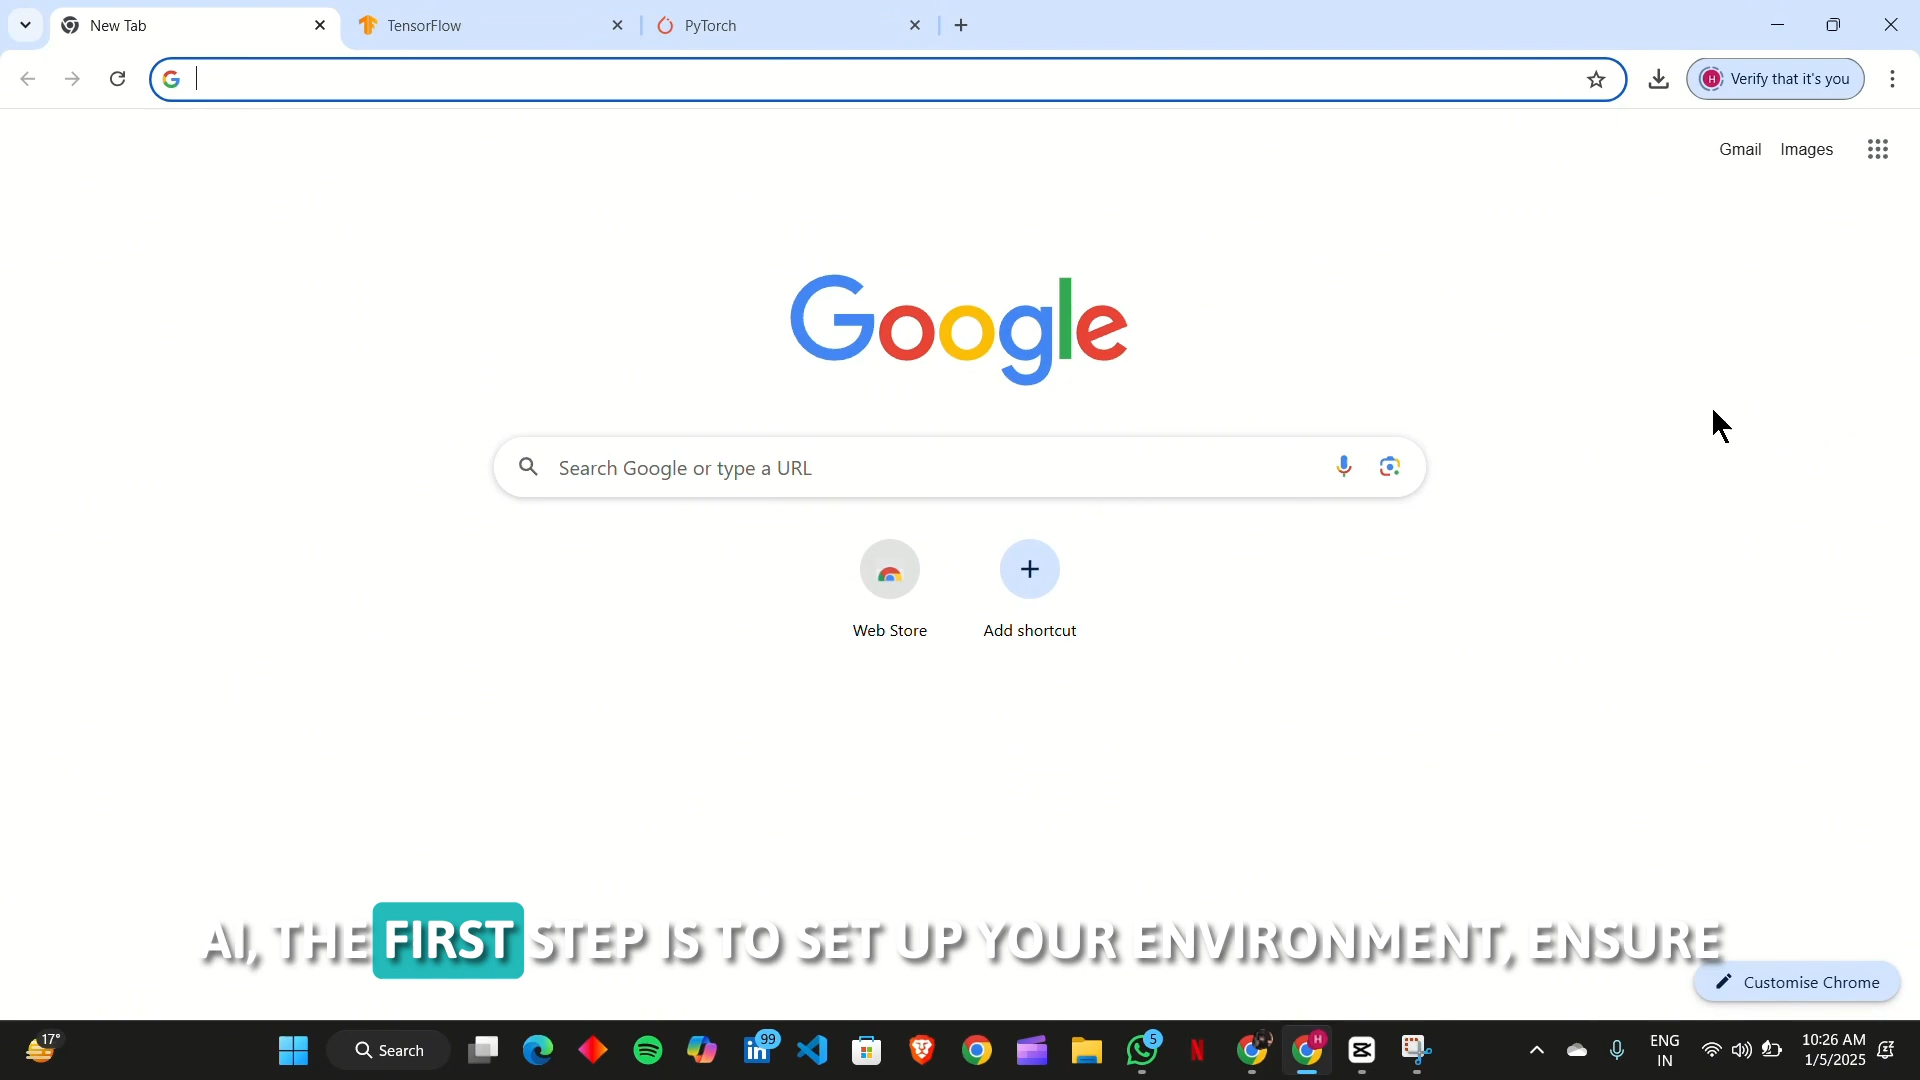 New Tab
TensorFlow
PyTorch
Verify that it's you
Gmail Images
Google
Search Google or type a URL
Web Store
Add shortcut
AI, THE FIRST STEP IS TO SET UP YOUR ENVIRONMENT, ENSURE
Customise Chrome
17°
Search
99
5
H
H
ENG
IN
10:26 AM
1/5/2025